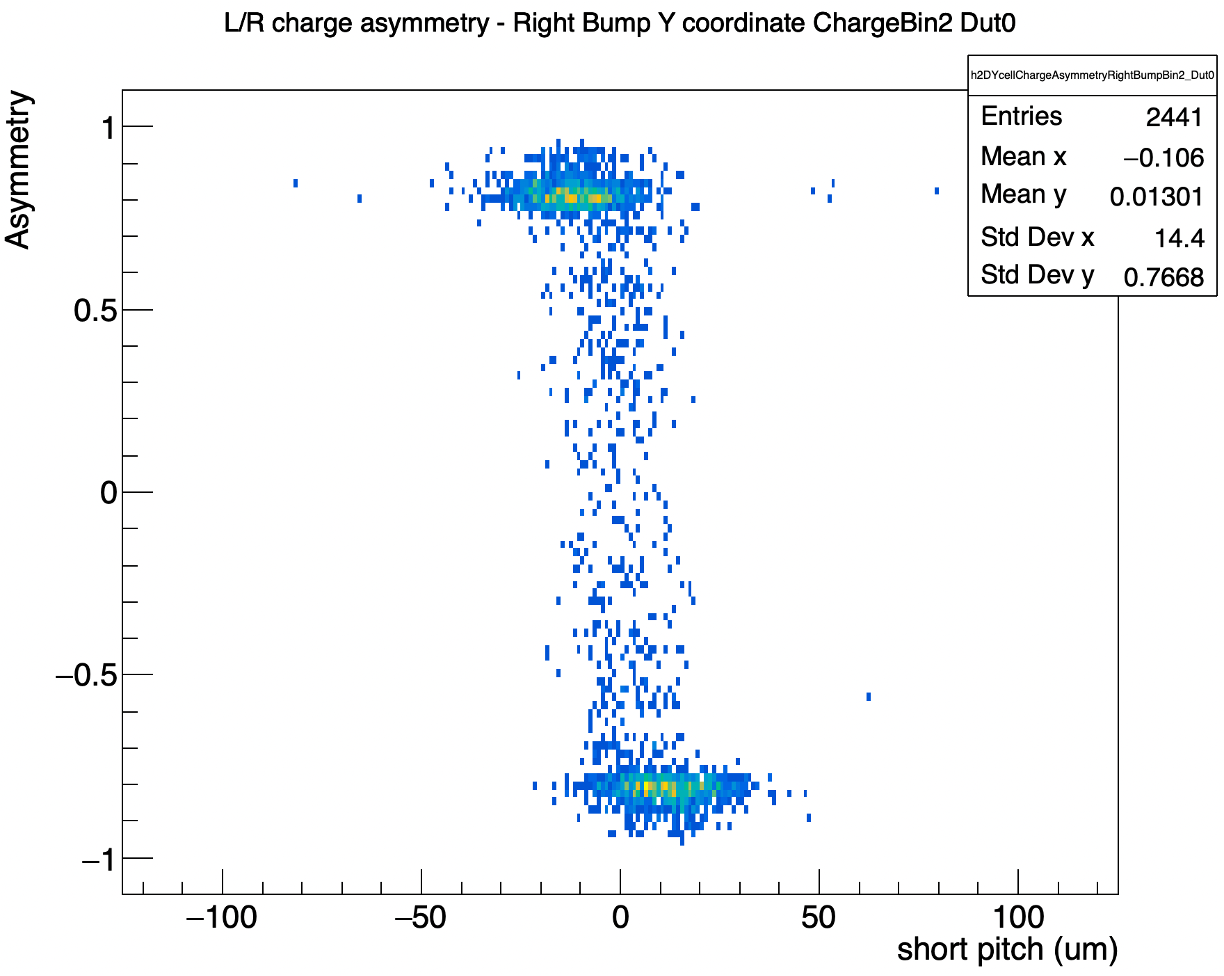 L/R charge asymmetry - Right Bump Y coordinate ChargeBin2 Dut0
h2DYcellChargeAsymmetryRightBumpBin2_Dut0
Entries 2441
Mean x −0.106
Mean y 0.01301
Std Dev x 14.4
Std Dev y 0.7668
Asymmetry
1
0.5
0
−0.5
−1
−100 −50 0 50 100
short pitch (um)